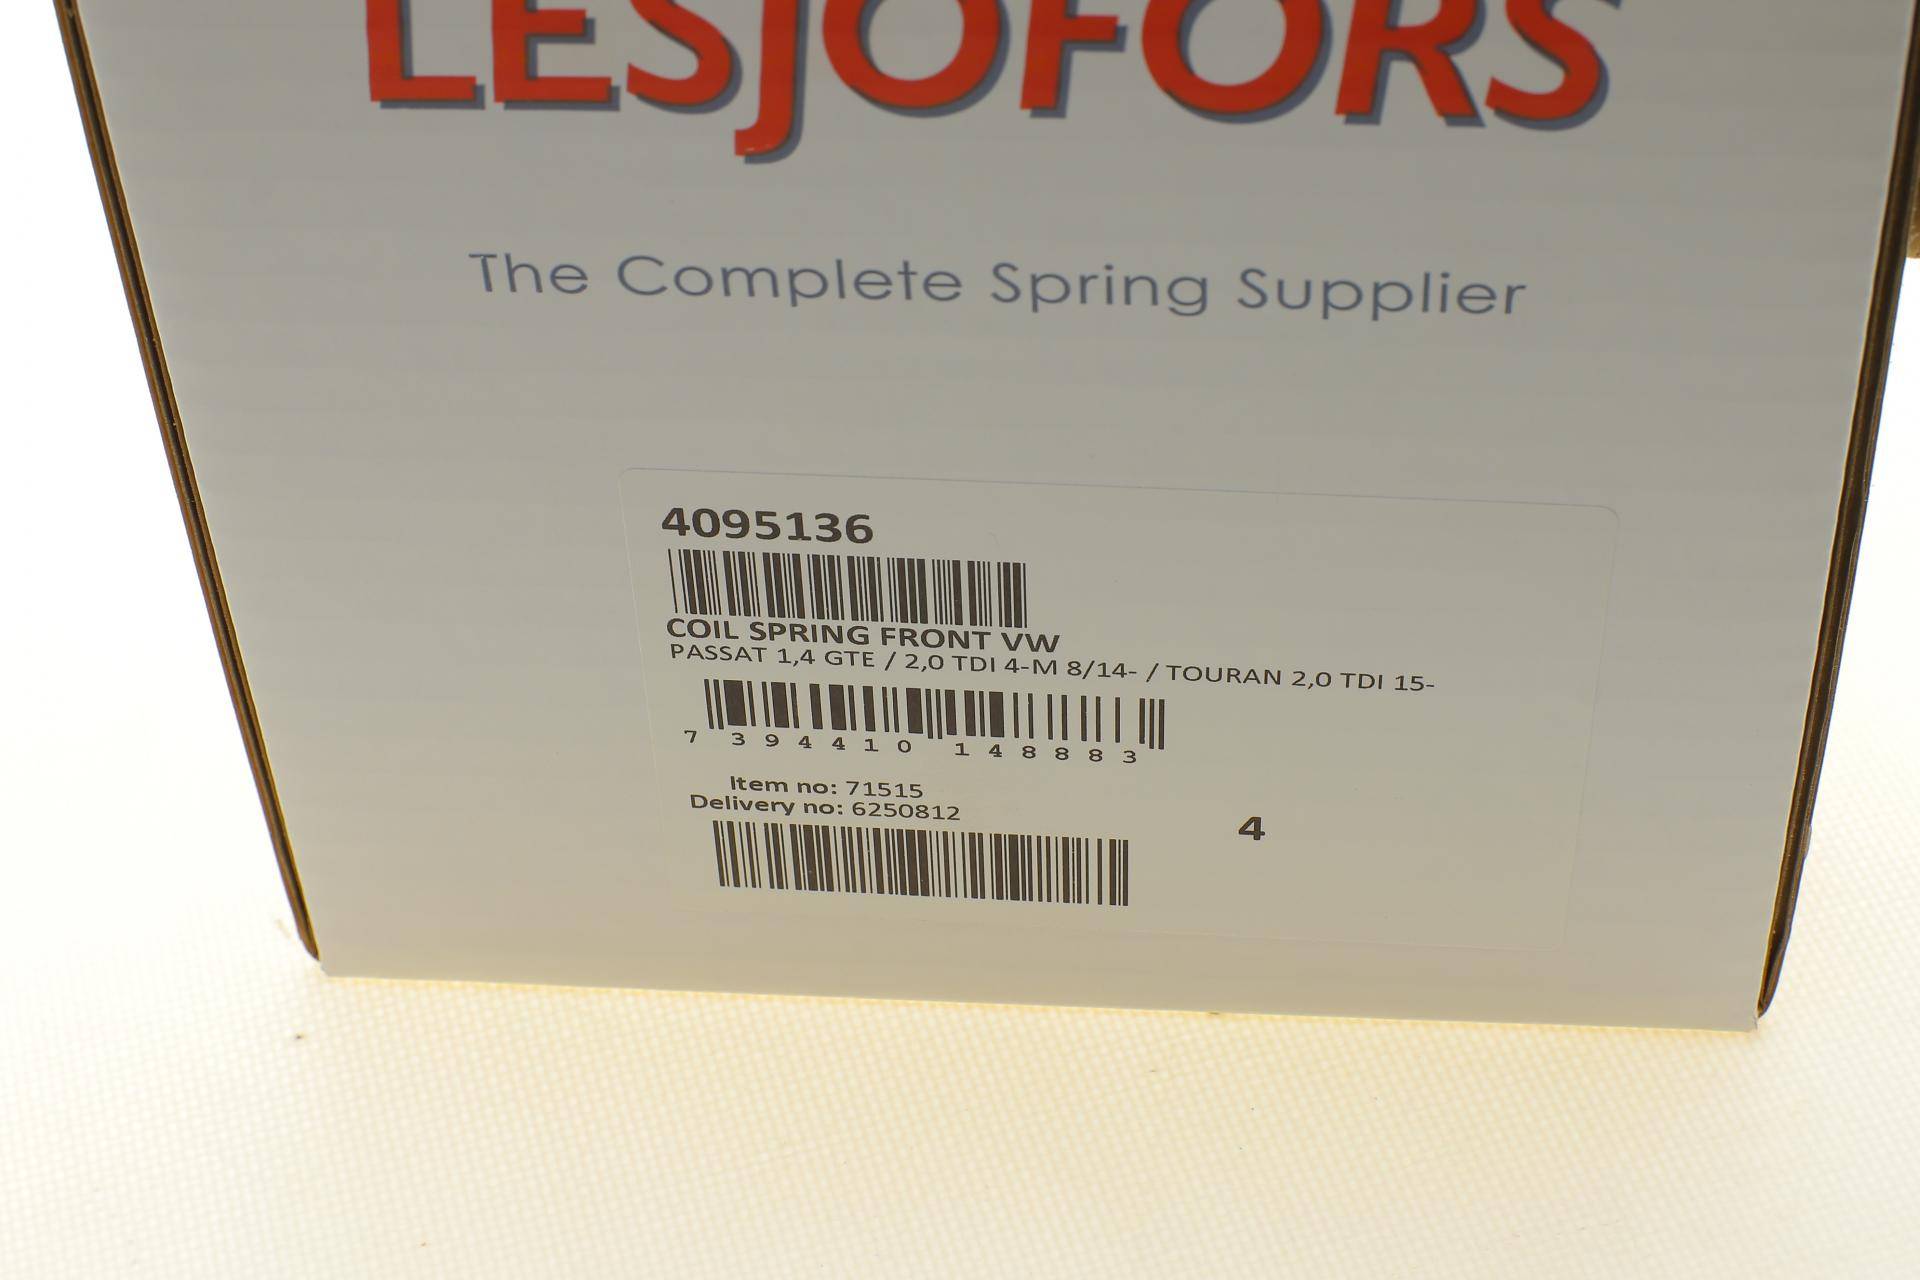 LESJOFORS
The Complete Spring Supplier
4095136
COIL SPRING FRONT VW
PASSAT 1,4 GTE / 2,0 TDI 4-M 8/14- / TOURAN 2,0 TDI 15-
7 394410 148883
Item no: 71515
Delivery no: 6250812
4